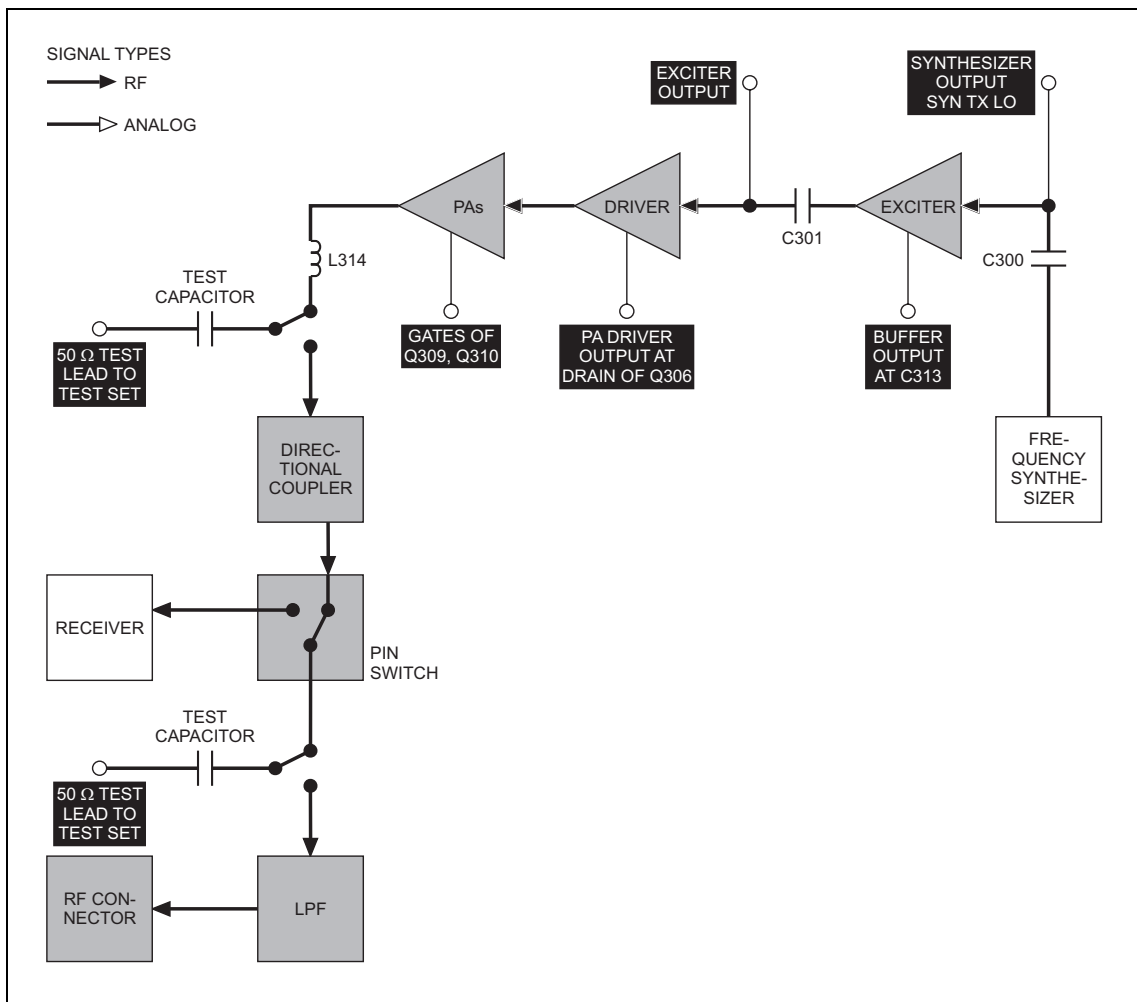 SIGNAL TYPES
RF
ANALOG
EXCITER
OUTPUT
SYNTHESIZER
OUTPUT
SYN TX LO
PAs
DRIVER
EXCITER
C301
C300
L314
TEST
CAPACITOR
50 Ω TEST
LEAD TO
TEST SET
GATES OF
Q309, Q310
PA DRIVER
OUTPUT AT
DRAIN OF Q306
BUFFER
OUTPUT
AT C313
DIREC-
TIONAL
COUPLER
FRE-
QUENCY
SYNTHE-
SIZER
RECEIVER
PIN
SWITCH
TEST
CAPACITOR
50 Ω TEST
LEAD TO
TEST SET
RF CON-
NECTOR
LPF